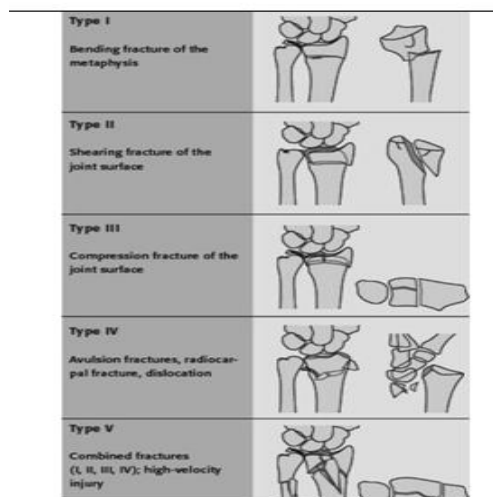 Type I
Bending fracture of the
metaphysis
Type II
Shearing fracture of the
joint surface
Type III
Compression fracture of the
joint surface
Type IV
Avulsion fractures, radiocar-
pal fracture, dislocation
Type V
Combined fractures
(I, II, III, IV); high-velocity
injury